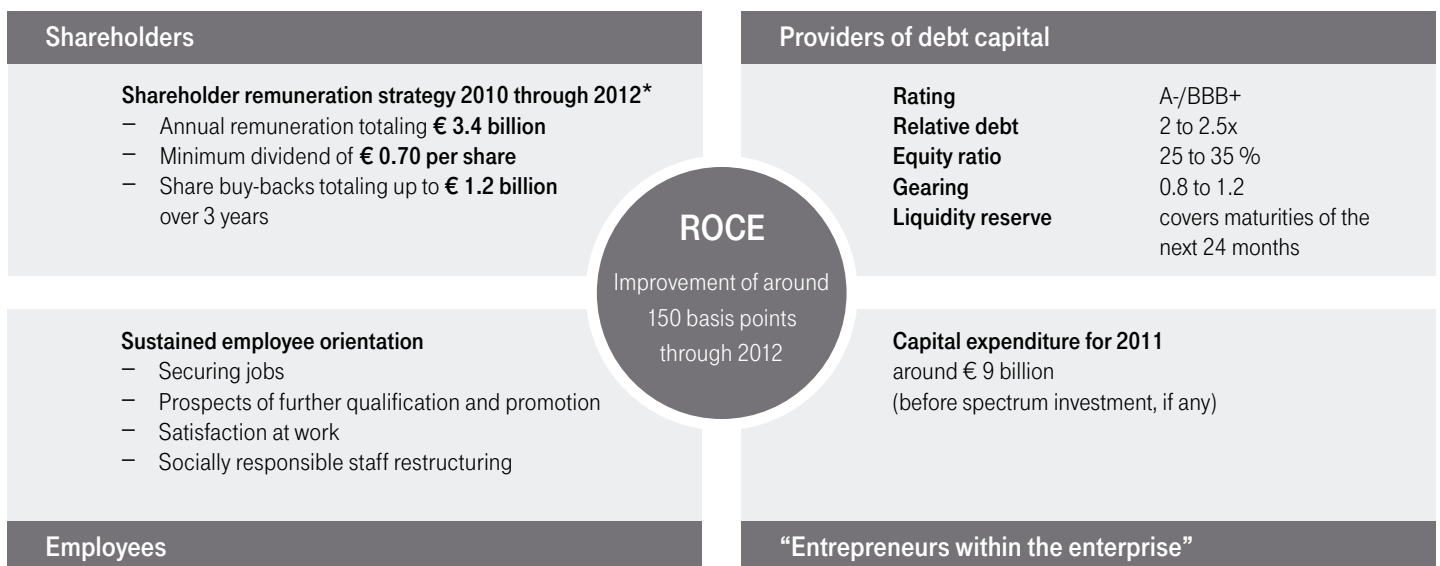 Shareholders
Shareholder remuneration strategy 2010 through 2012*
– Annual remuneration totaling € 3.4 billion
– Minimum dividend of € 0.70 per share
– Share buy-backs totaling up to € 1.2 billion
over 3 years
Providers of debt capital
Rating A-/BBB+
Relative debt 2 to 2.5x
Equity ratio 25 to 35 %
Gearing 0.8 to 1.2
Liquidity reserve covers maturities of the
next 24 months
ROCE
Improvement of around
150 basis points
through 2012
Sustained employee orientation
– Securing jobs
– Prospects of further qualification and promotion
– Satisfaction at work
– Socially responsible staff restructuring
Employees
Capital expenditure for 2011
around € 9 billion
(before spectrum investment, if any)
“Entrepreneurs within the enterprise”